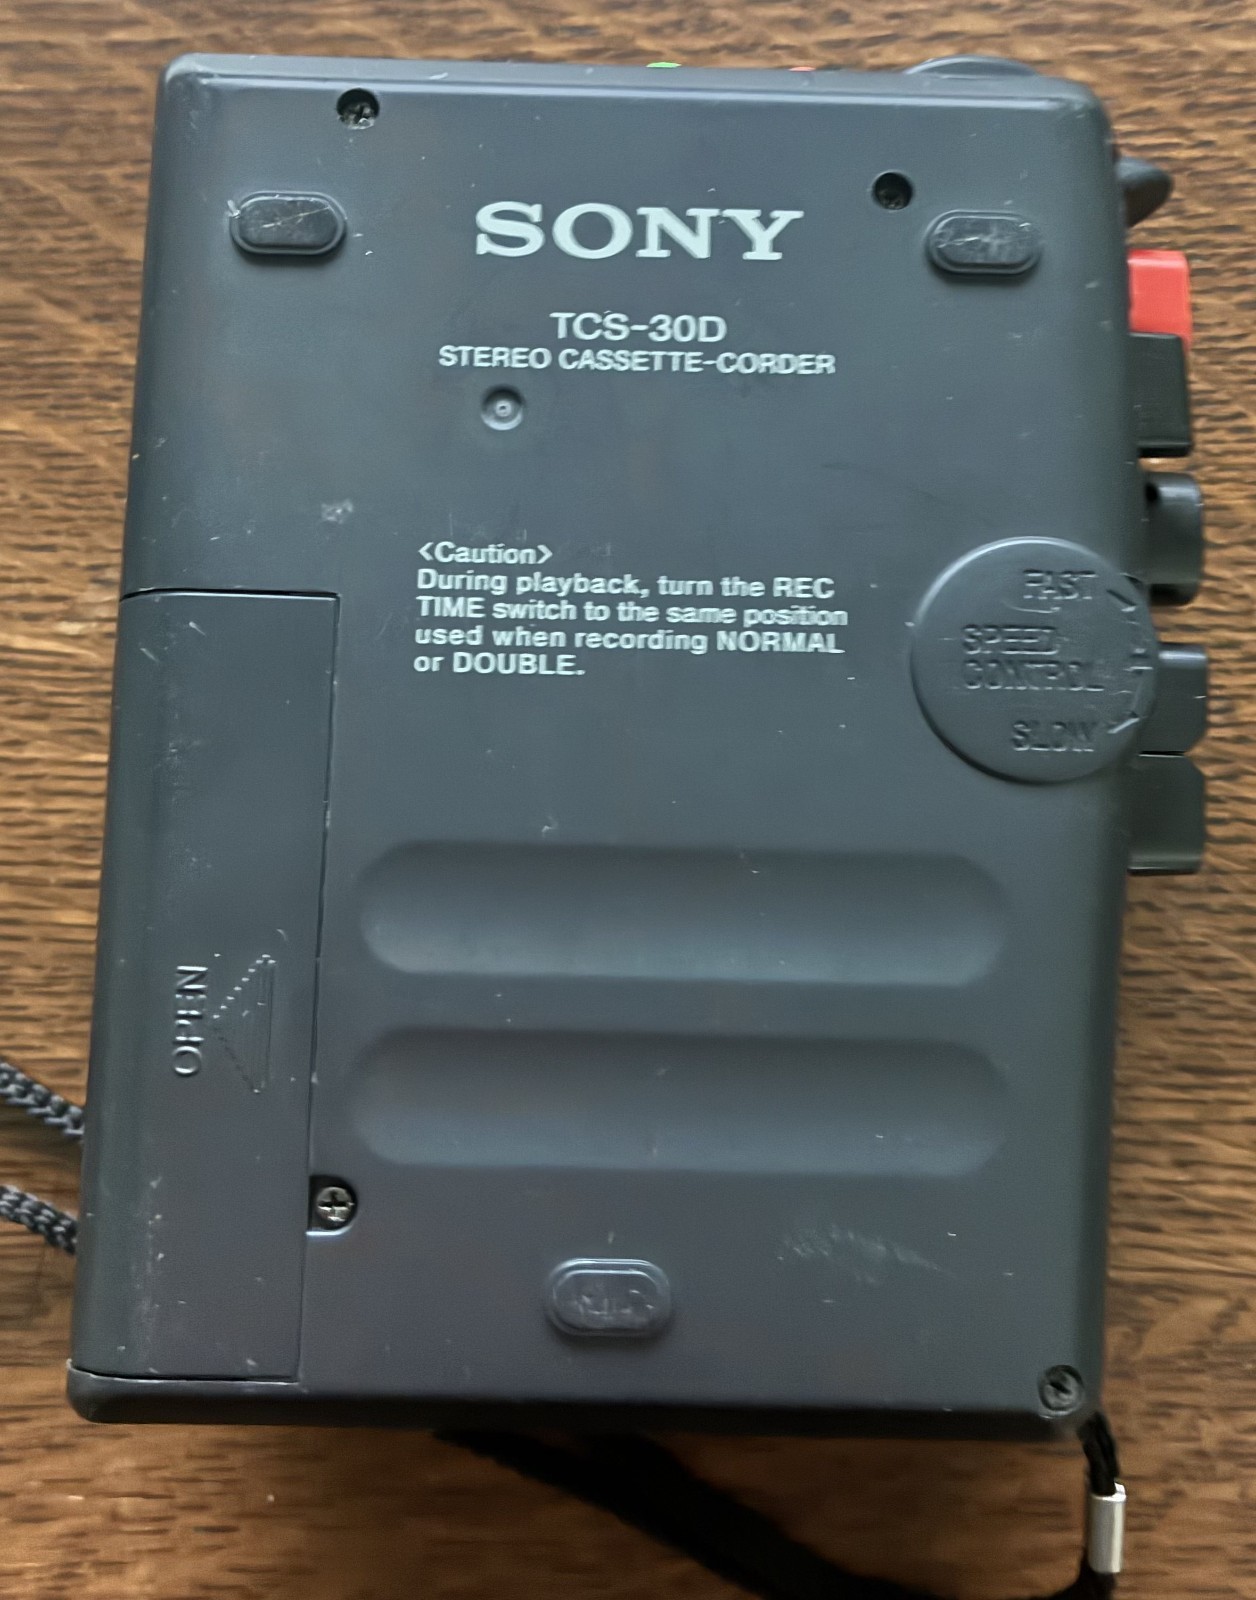 SONY
TCS-30D
STEREO CASSETTE-CORDER
<Caution>
During playback, turn the REC
TIME switch to the same position
used when recording NORMAL
or DOUBLE.
FAST
SPEED
CONTROL
SLOW
OPEN